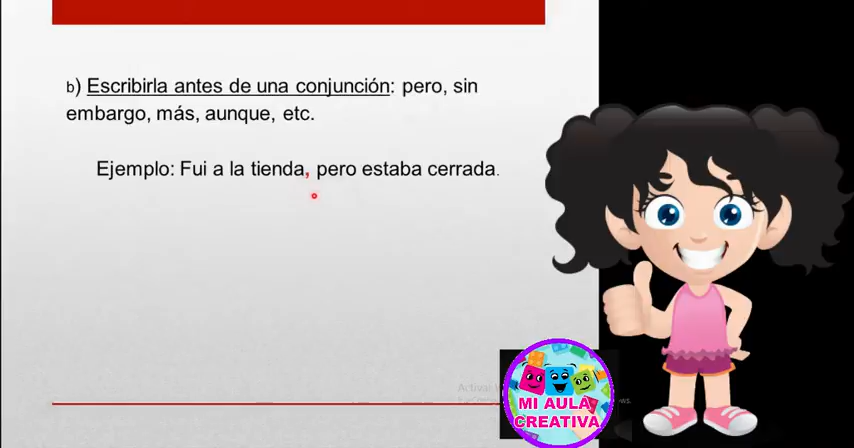 b) Escribirla antes de una conjunción: pero, sin
embargo, más, aunque, etc.
Ejemplo: Fui a la tienda, pero estaba cerrada.
Activar
MI AULA
CREATIVA